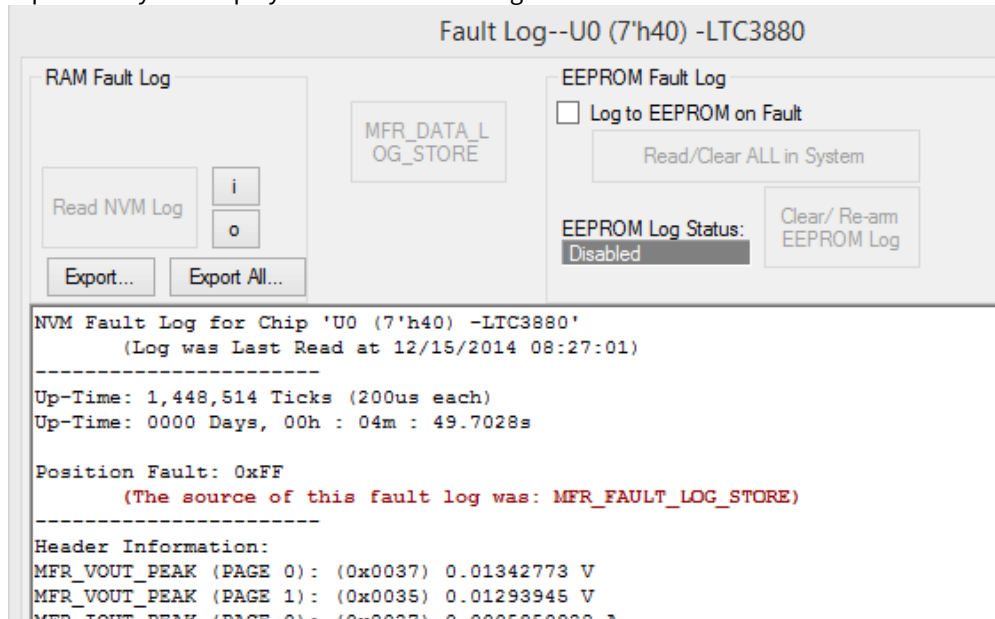 Fault Log--U0 (7'h40) -LTC3880
RAM Fault Log
EEPROM Fault Log
Log to EEPROM on Fault
MFR_DATA_L
OG_STORE
Read/Clear ALL in System
Read NVM Log
i
o
EEPROM Log Status:
Disabled
Clear/ Re-arm
EEPROM Log
Export...
Export All...
NVM Fault Log for Chip 'U0 (7'h40) -LTC3880'
(Log was Last Read at 12/15/2014 08:27:01)
------------------------
Up-Time: 1,448,514 Ticks (200us each)
Up-Time: 0000 Days, 00h : 04m : 49.7028s
Position Fault: 0xFF
(The source of this fault log was: MFR_FAULT_LOG_STORE)
------------------------
Header Information:
MFR_VOUT_PEAK (PAGE 0): (0x0037) 0.01342773 V
MFR_VOUT_PEAK (PAGE 1): (0x0035) 0.01293945 V